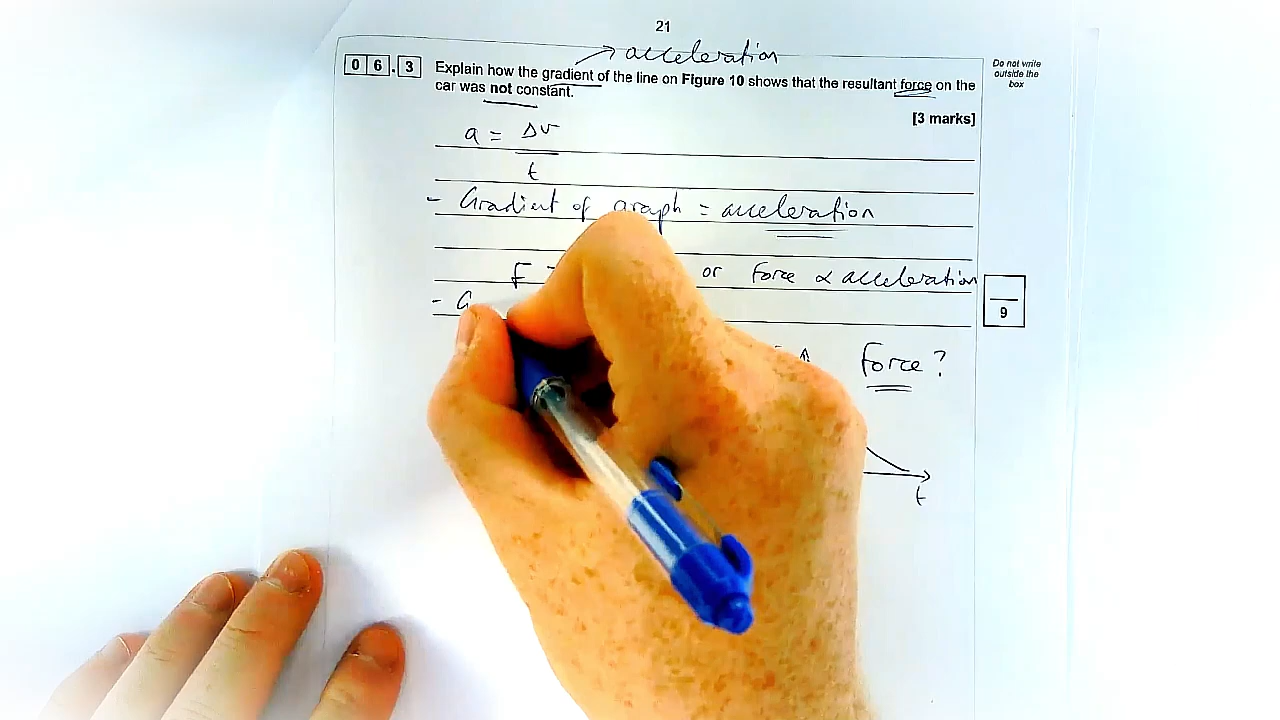 21
acceleration
06.3 Explain how the gradient of the line on Figure 10 shows that the resultant force on the
car was not constant.
Do not write
outside the
box
[3 marks]
a = Δv
t
- Gradient of graph = acceleration
F or force ∝ acceleration
- G
9
Force?
t